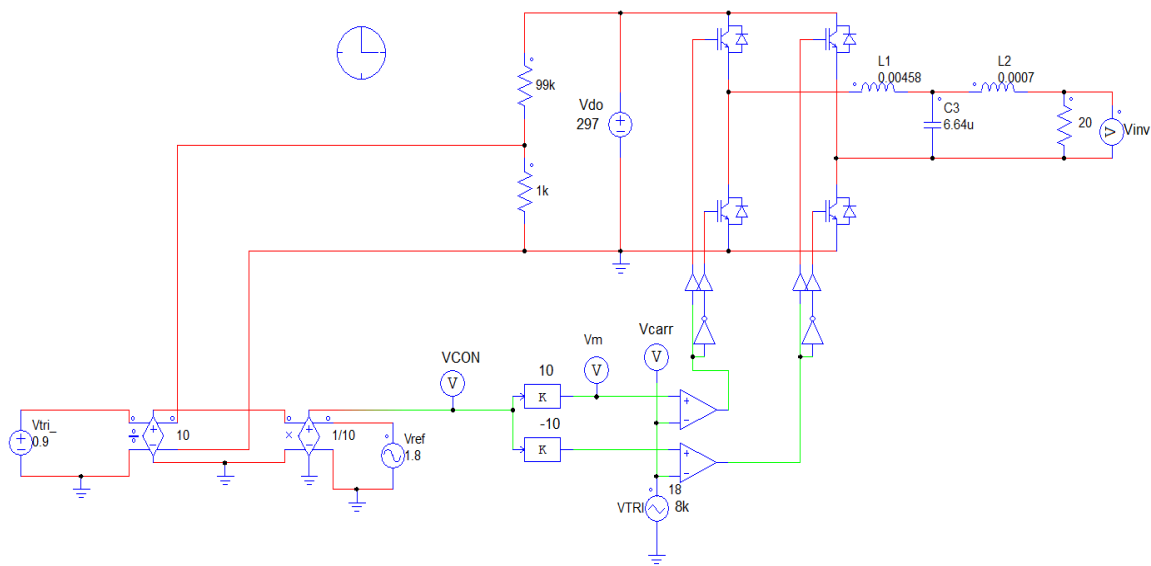 L1
0.00458
L2
0.0007
99k
Vdo
297
C3
6.64u
20
V
Vinv
1k
VCON
V
Vm
V
Vcarr
V
10
K
-10
K
Vtri_
0.9
÷
10
×
1/10
Vref
1.8
18
VTRI
8k